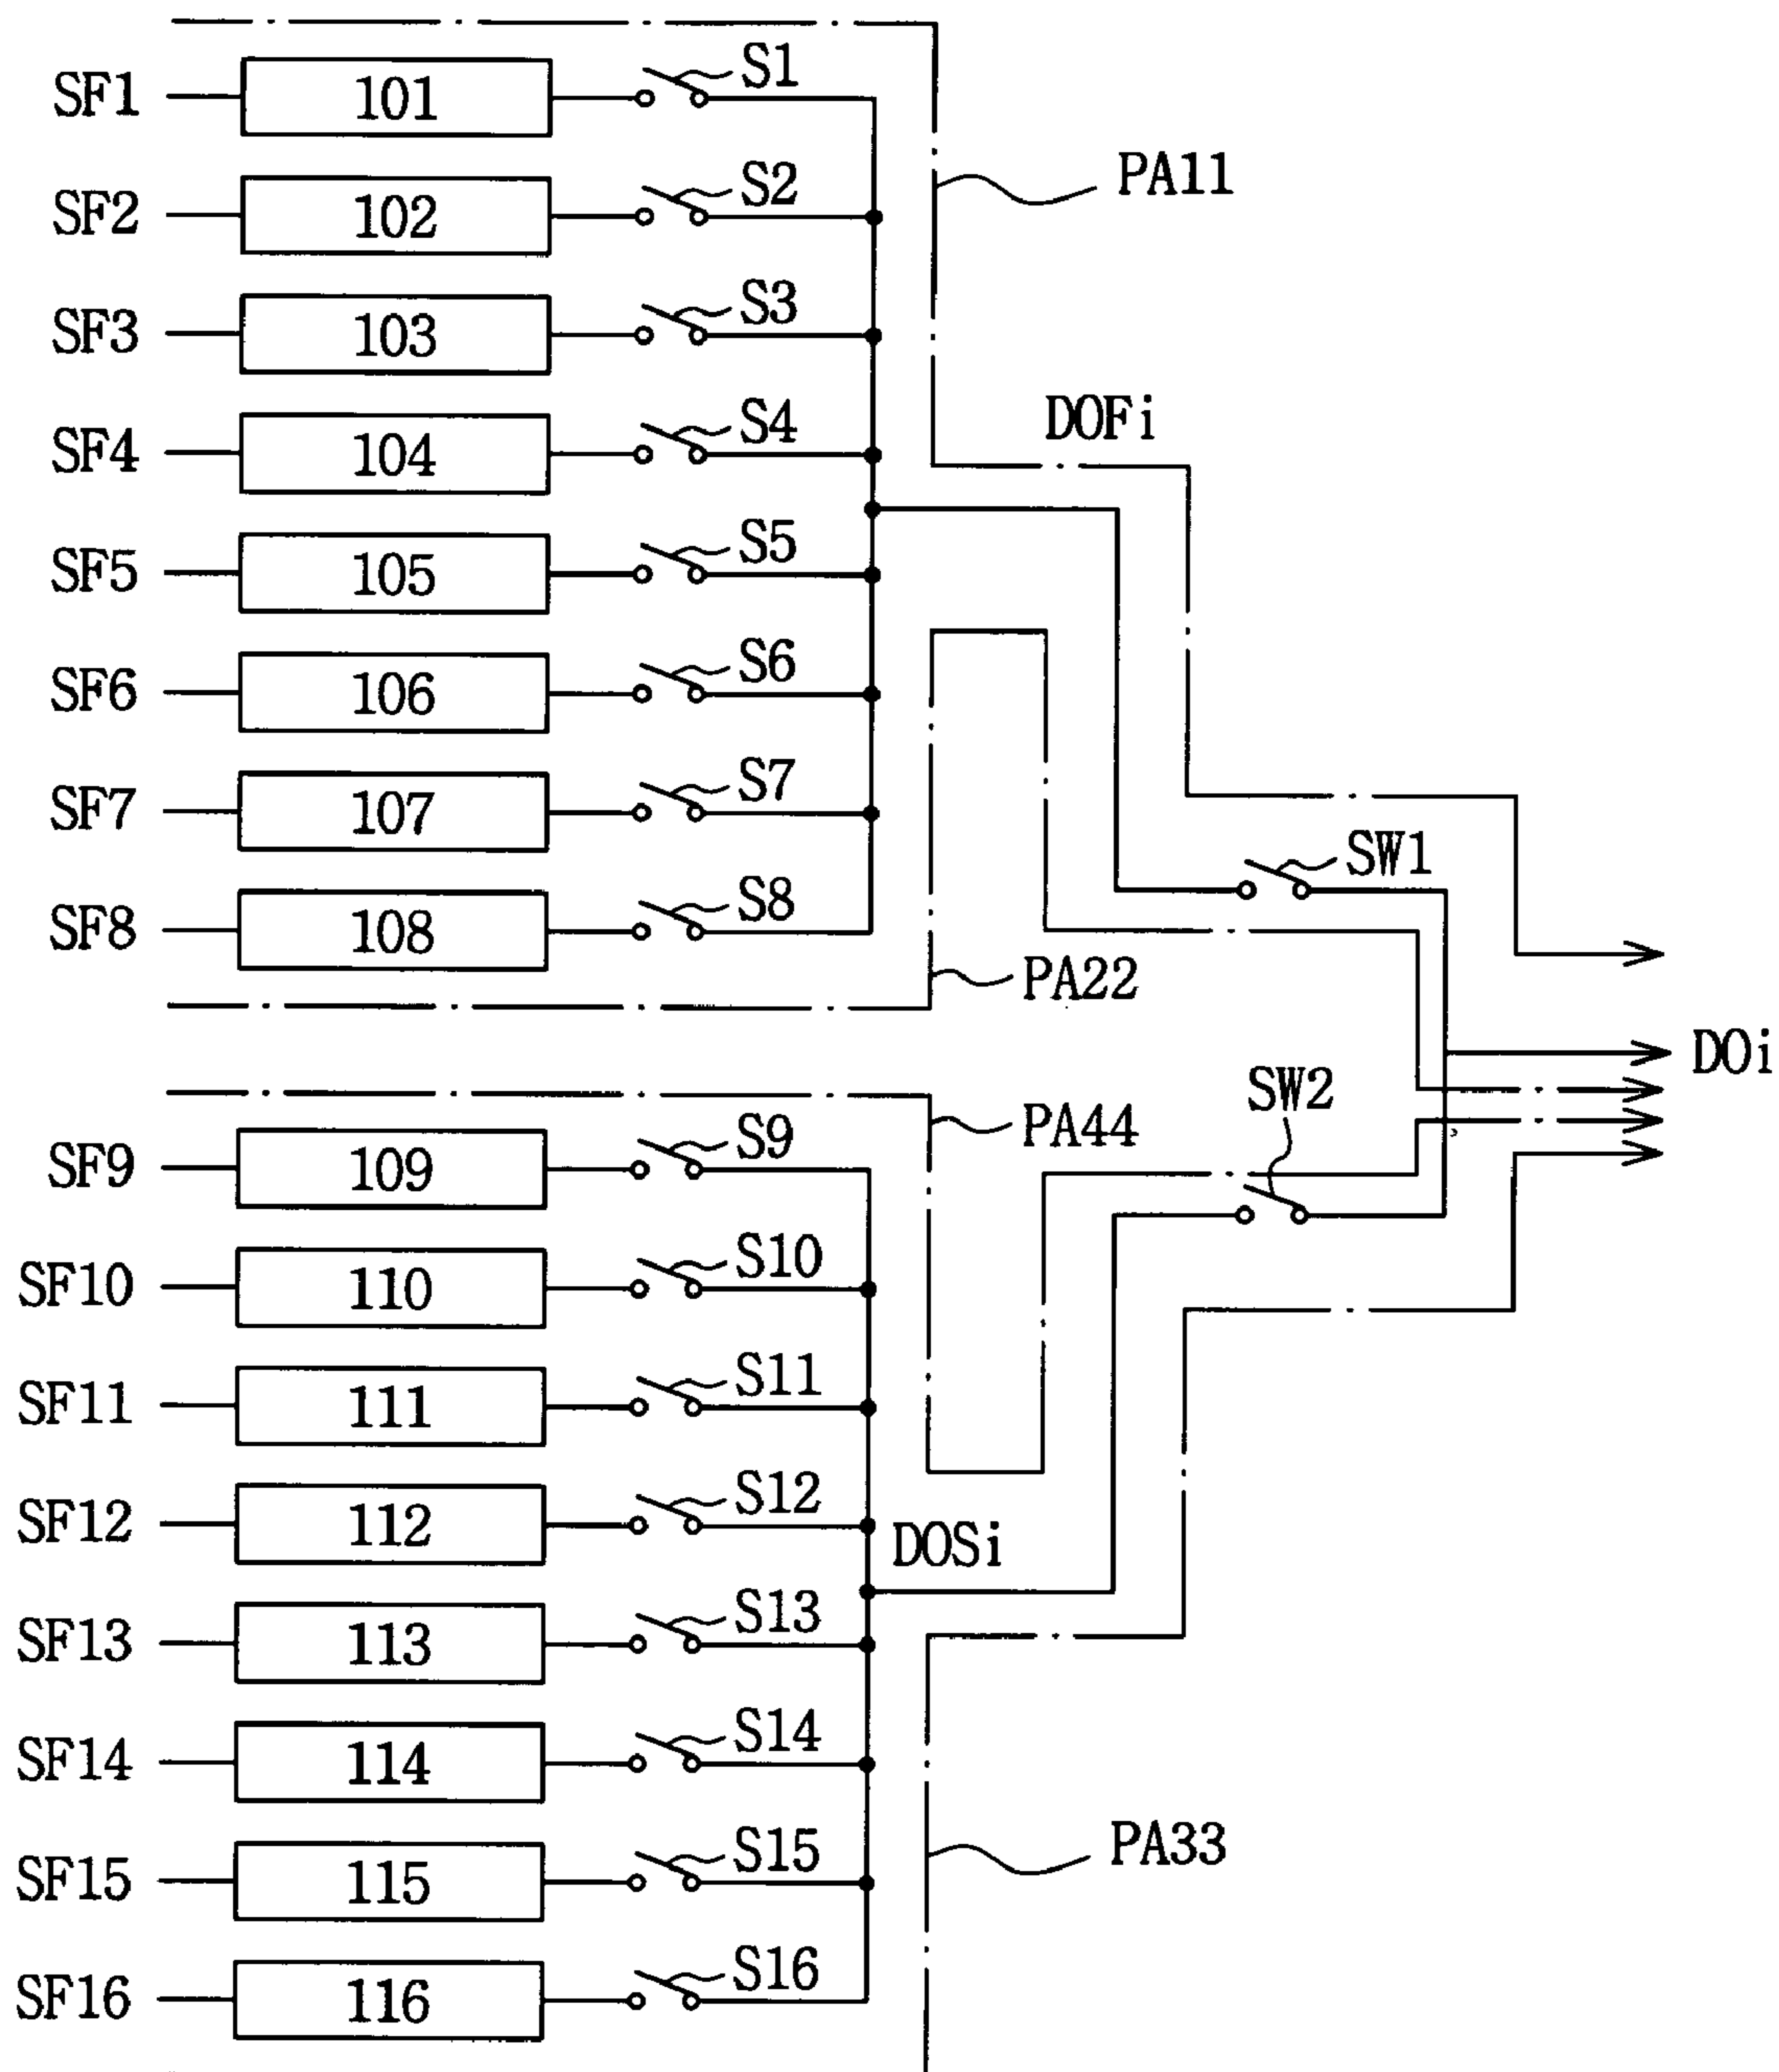 SF1 101 S1
PA11
SF2 102 S2
SF3 103 S3
DOFi
SF4 104 S4
SF5 105 S5
SF6 106 S6
SF7 107 S7
SW1
SF8 108 S8
PA22
DOi
SW2
PA44
SF9 109 S9
SF10 110 S10
SF11 111 S11
SF12 112 S12
DOSi
SF13 113 S13
SF14 114 S14
SF15 115 S15
PA33
SF16 116 S16